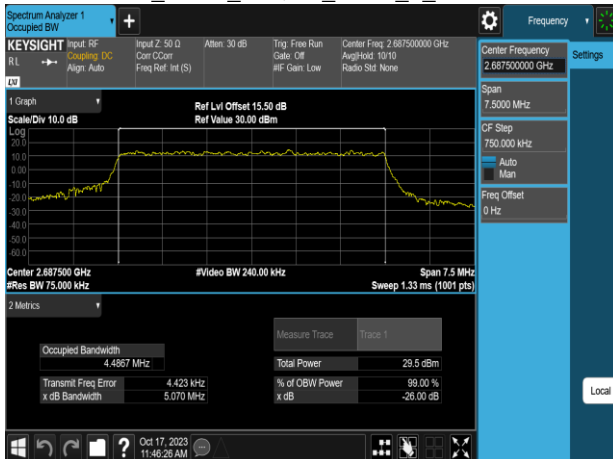 Spectrum Analyzer 1
Occupied BW
Frequency
KEYSIGHT
RL
LXI
Input: RF
Coupling: DC
Align: Auto
Input Z: 50 Ω
Corr CCorr
Freq Ref: Int (S)
Atten: 30 dB
Trig: Free Run
Gate: Off
#IF Gain: Low
Center Freq: 2.687500000 GHz
Avg|Hold: 10/10
Radio Std: None
Center Frequency
2.687500000 GHz
Settings
Span
7.5000 MHz
CF Step
750.000 kHz
Auto
Man
Freq Offset
0 Hz
Local
1 Graph
Scale/Div 10.0 dB
Ref Lvl Offset 15.50 dB
Ref Value 30.00 dBm
Log
20.0
10.0
0.00
-10.0
-20.0
-30.0
-40.0
-50.0
-60.0
Center 2.687500 GHz
#Res BW 75.000 kHz
#Video BW 240.00 kHz
Span 7.5 MHz
Sweep 1.33 ms (1001 pts)
2 Metrics
Measure Trace
Trace 1
Occupied Bandwidth
4.4867 MHz
Total Power
29.5 dBm
Transmit Freq Error
4.423 kHz
% of OBW Power
99.00 %
x dB Bandwidth
5.070 MHz
x dB
-26.00 dB
Oct 17, 2023
11:46:26 AM